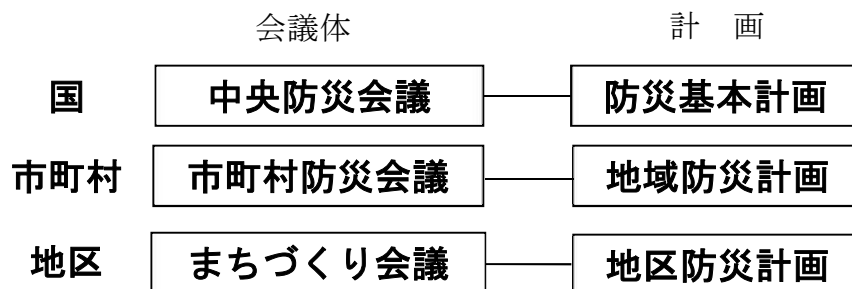 会議体 計　画
国 中央防災会議 防災基本計画
市町村 市町村防災会議 地域防災計画
地区 まちづくり会議 地区防災計画